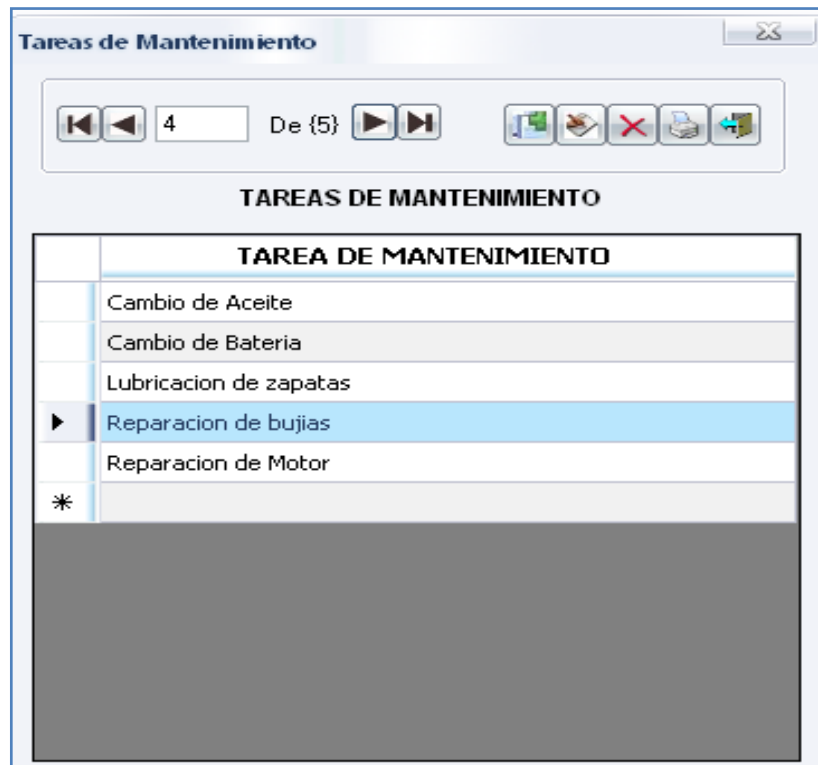 Tareas de Mantenimiento
4 De {5}
TAREAS DE MANTENIMIENTO
TAREA DE MANTENIMIENTO
Cambio de Aceite
Cambio de Bateria
Lubricacion de zapatas
Reparacion de bujias
Reparacion de Motor